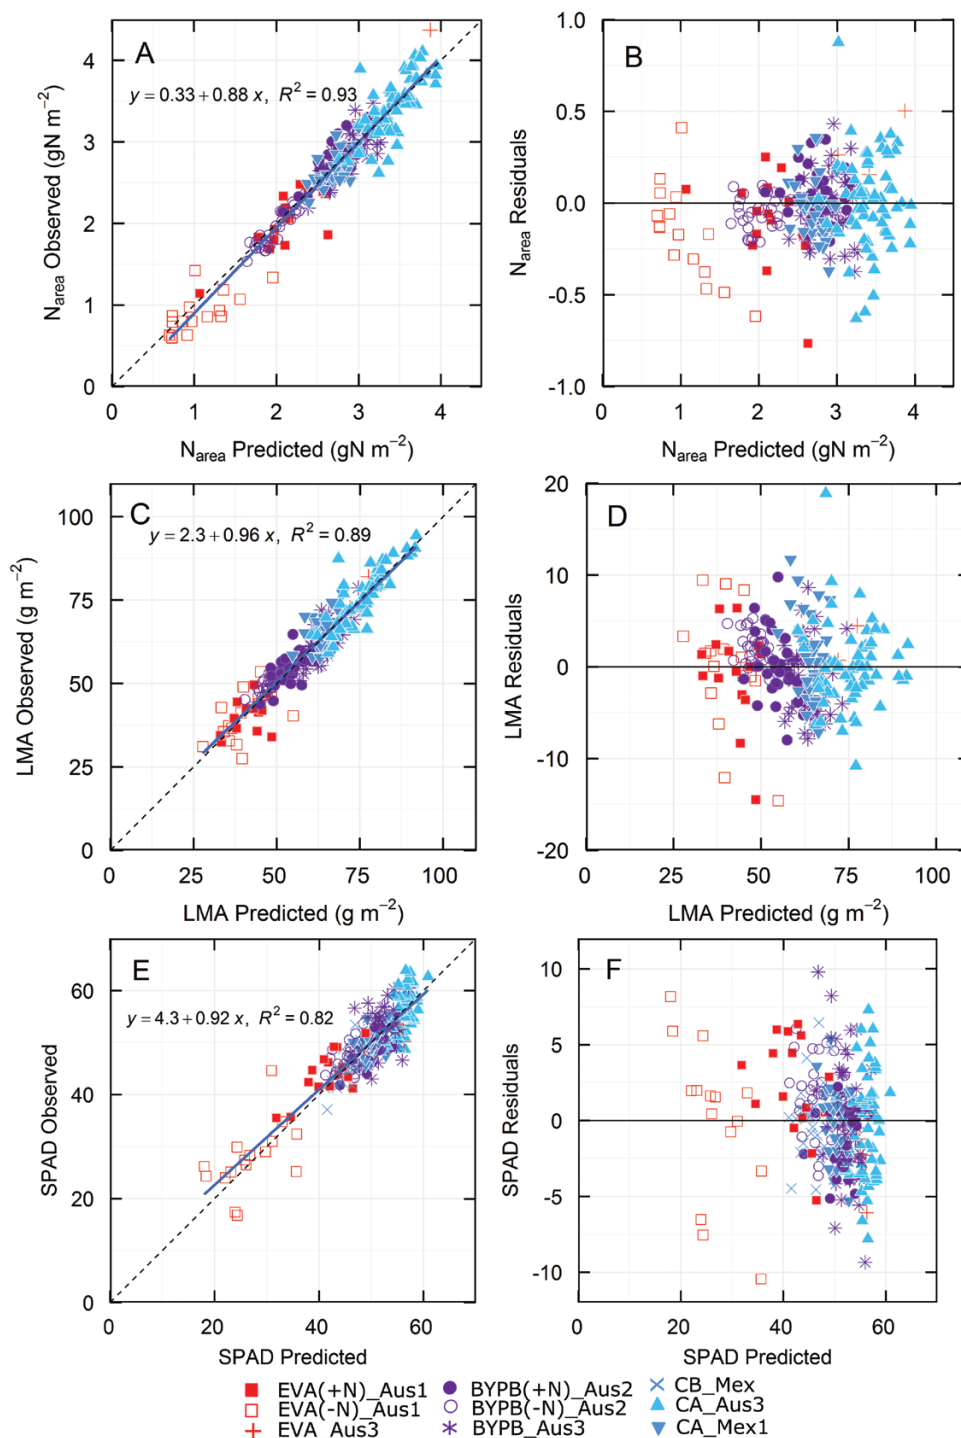 A
y = 0.33 + 0.88 x, R² = 0.93
N_area Observed (gN m⁻²)
4
3
2
1
0
0 1 2 3 4
N_area Predicted (gN m⁻²)
B
N_area Residuals
1.0
0.5
0.0
-0.5
-1.0
0 1 2 3 4
N_area Predicted (gN m⁻²)
C
y = 2.3 + 0.96 x, R² = 0.89
LMA Observed (g m⁻²)
100
75
50
25
0
0 25 50 75 100
LMA Predicted (g m⁻²)
D
LMA Residuals
20
10
0
-10
-20
0 25 50 75 100
LMA Predicted (g m⁻²)
E
y = 4.3 + 0.92 x, R² = 0.82
SPAD Observed
60
40
20
0
0 20 40 60
SPAD Predicted
F
SPAD Residuals
10
5
0
-5
-10
0 20 40 60
SPAD Predicted
EVA(+N)_Aus1
EVA(-N)_Aus1
EVA_Aus3
BYPB(+N)_Aus2
BYPB(-N)_Aus2
BYPB_Aus3
CB_Mex
CA_Aus3
CA_Mex1